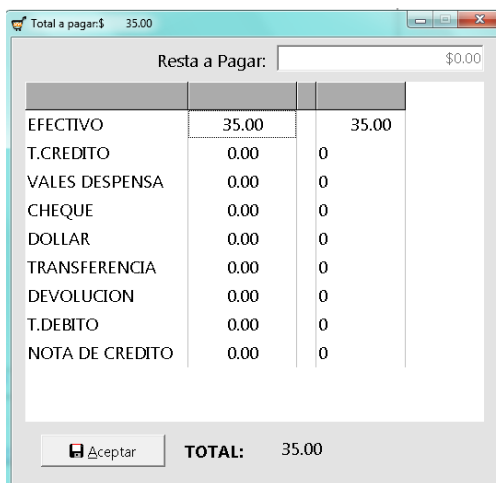 Total a pagar:$ 35.00
Resta a Pagar: $0.00
EFECTIVO 35.00 35.00
T.CREDITO 0.00 0
VALES DESPENSA 0.00 0
CHEQUE 0.00 0
DOLLAR 0.00 0
TRANSFERENCIA 0.00 0
DEVOLUCION 0.00 0
T.DEBITO 0.00 0
NOTA DE CREDITO 0.00 0
Aceptar TOTAL: 35.00